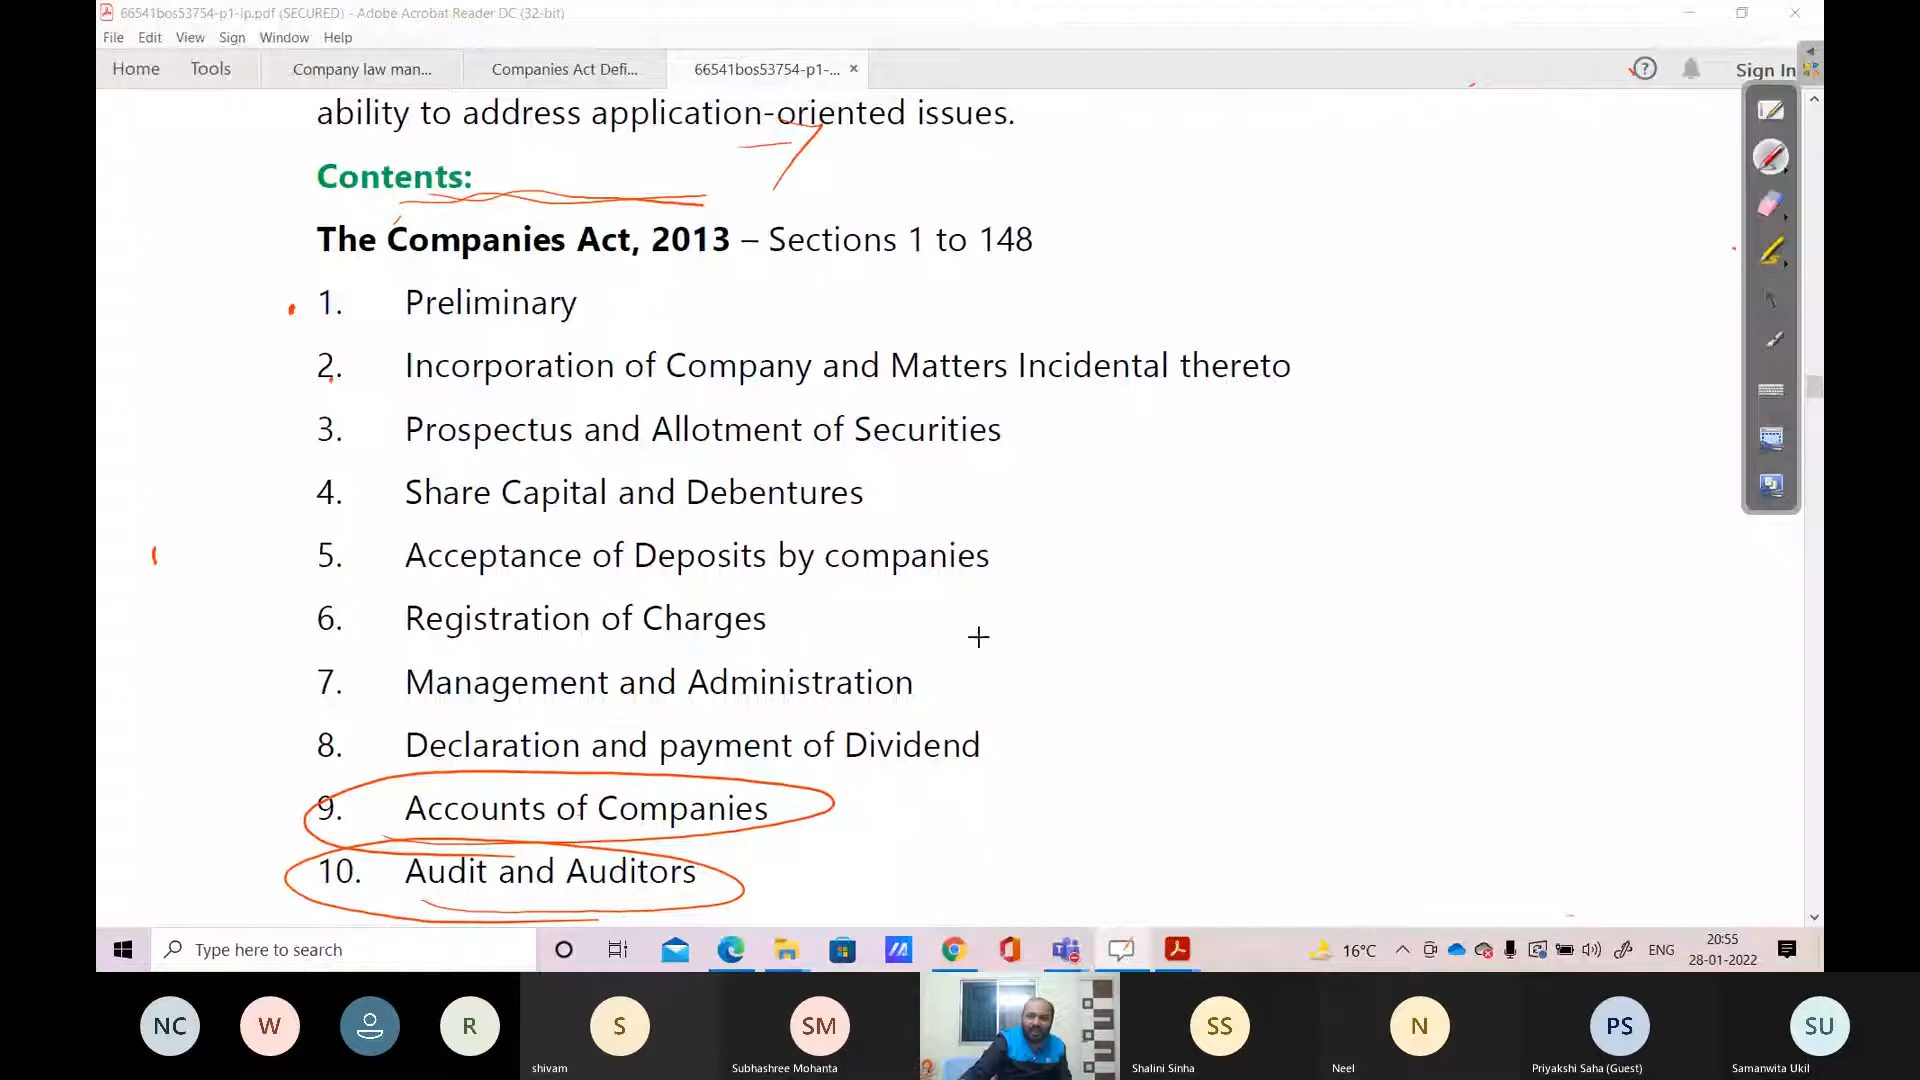 66541bos53754-p1-ip.pdf (SECURED) - Adobe Acrobat Reader DC (32-bit)
File Edit View Sign Window Help
Home Tools Company law man... Companies Act Defi... 66541bos53754-p1-... × Sign In
ability to address application-oriented issues.
Contents:
The Companies Act, 2013 – Sections 1 to 148
1. Preliminary
2. Incorporation of Company and Matters Incidental thereto
3. Prospectus and Allotment of Securities
4. Share Capital and Debentures
5. Acceptance of Deposits by companies
6. Registration of Charges
7. Management and Administration
8. Declaration and payment of Dividend
9. Accounts of Companies
10. Audit and Auditors
Type here to search 16°C ENG 20:55
28-01-2022
NC W R S SM SS N PS SU
shivam Subhashree Mohanta Shalini Sinha Neel Priyakshi Saha (Guest) Samanwita Ukil